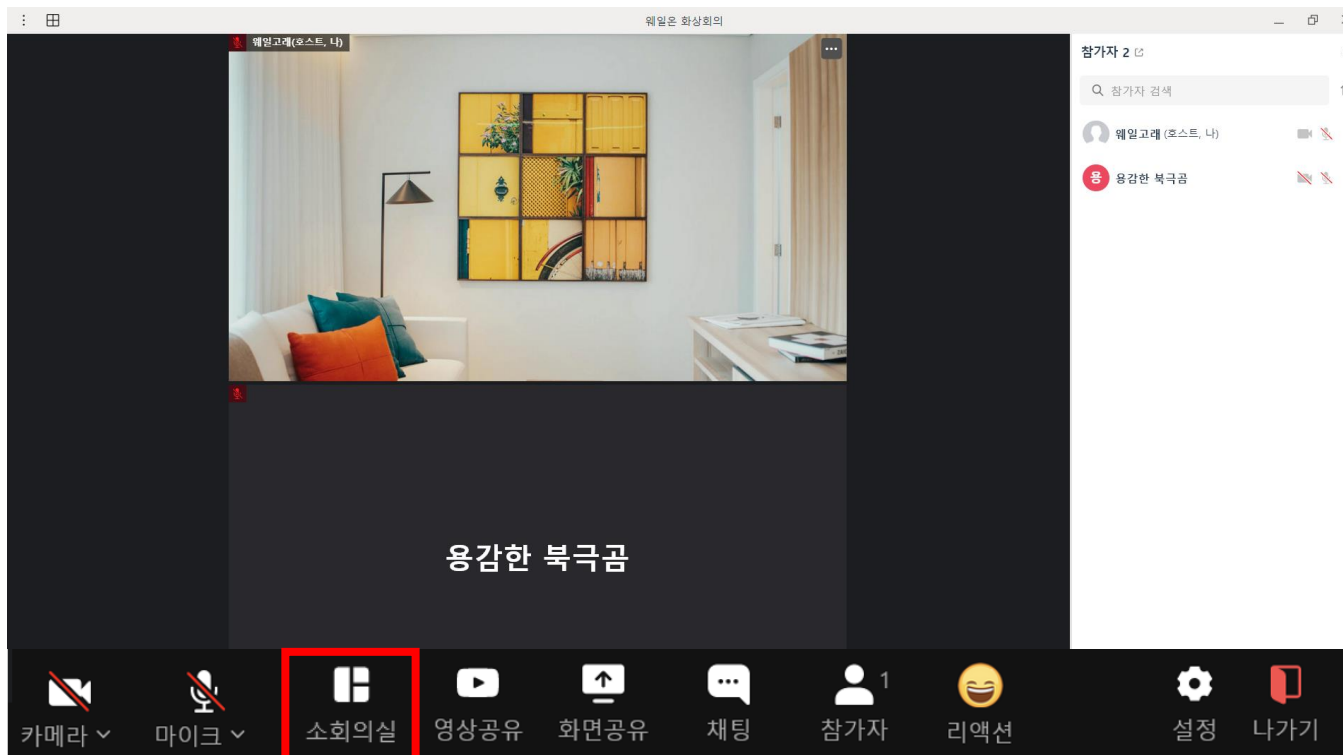 웨일온 화상회의
웨일고래(호스트, 나)
참가자 2
참가자 검색
웨일고래 (호스트, 나)
용 용감한 북극곰
용감한 북극곰
카메라 마이크 소회의실 영상공유 화면공유 채팅 참가자 1 리액션 설정 나가기